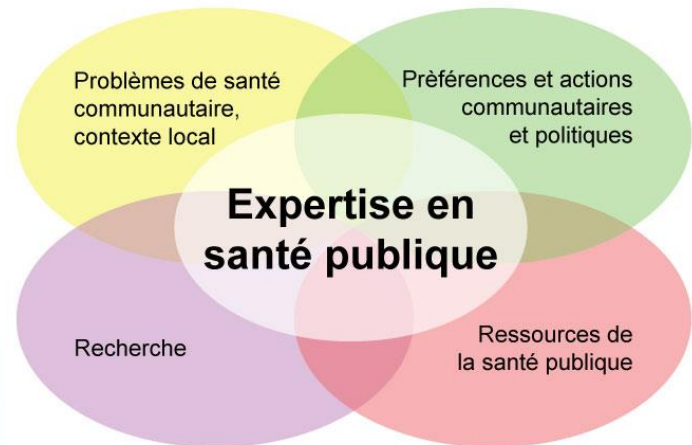 Problèmes de santé
communautaire,
contexte local
Prèférences et actions
communautaires
et politiques
Expertise en
santé publique
Recherche
Ressources de
la santé publique